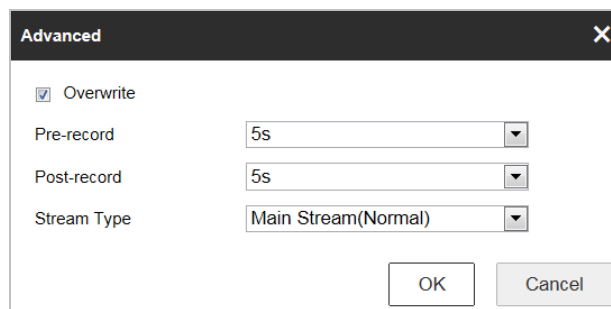 Advanced
Overwrite
Pre-record 5s
Post-record 5s
Stream Type Main Stream(Normal)
OK Cancel